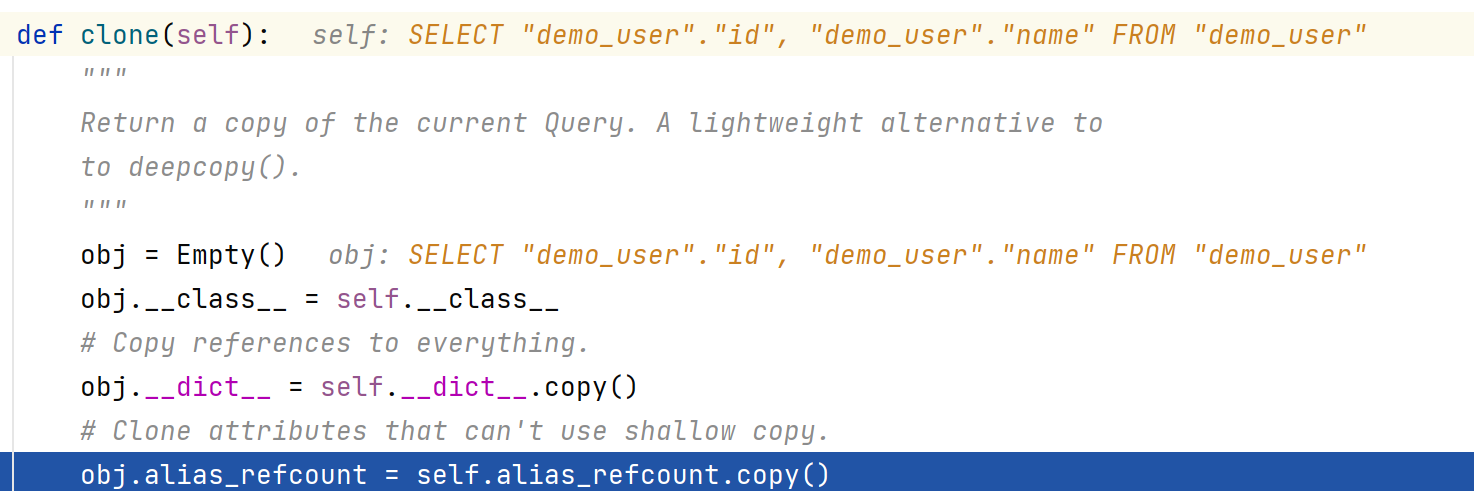 def clone(self):   self: SELECT "demo_user"."id", "demo_user"."name" FROM "demo_user"
    """
    Return a copy of the current Query. A lightweight alternative to
    to deepcopy().
    """
    obj = Empty()   obj: SELECT "demo_user"."id", "demo_user"."name" FROM "demo_user"
    obj.__class__ = self.__class__
    # Copy references to everything.
    obj.__dict__ = self.__dict__.copy()
    # Clone attributes that can't use shallow copy.
    obj.alias_refcount = self.alias_refcount.copy()